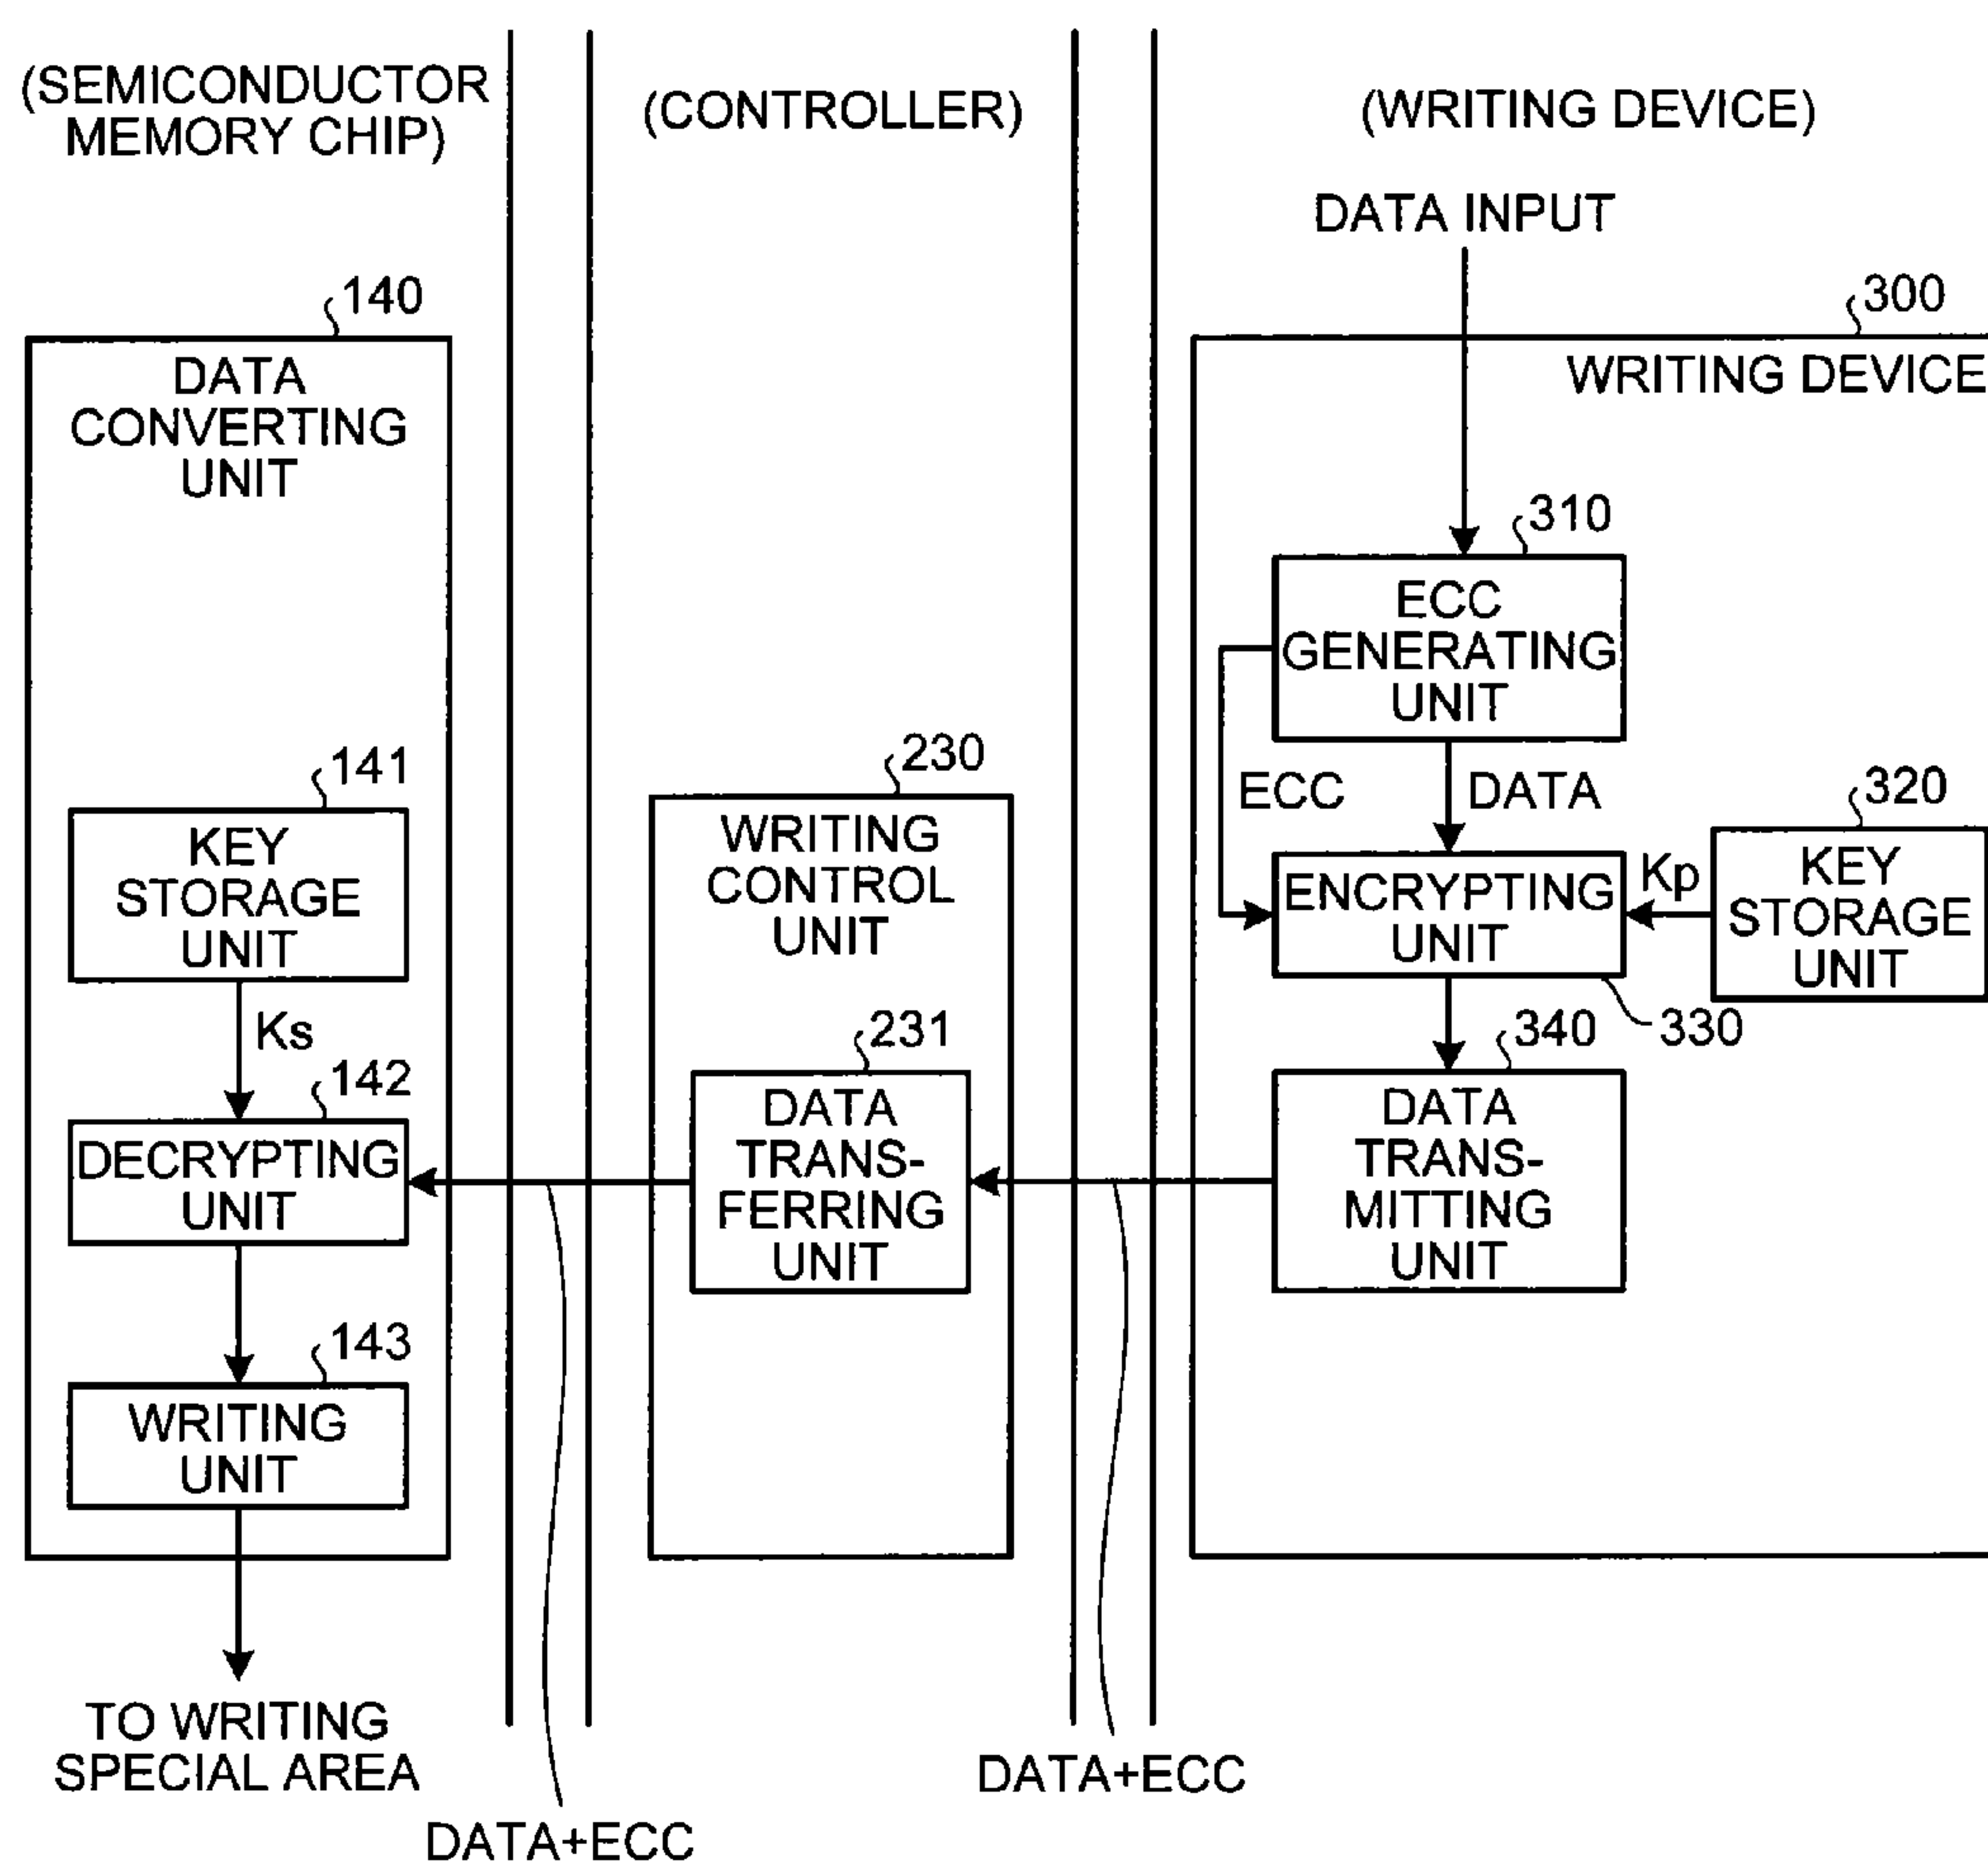 (SEMICONDUCTOR
MEMORY CHIP)
(CONTROLLER)
(WRITING DEVICE)
DATA INPUT
140
DATA
CONVERTING
UNIT
300
WRITING DEVICE
310
ECC
GENERATING
UNIT
ECC
DATA
141
KEY
STORAGE
UNIT
Ks
230
WRITING
CONTROL
UNIT
320
KEY
STORAGE
UNIT
Kp
ENCRYPTING
UNIT
330
142
DECRYPTING
UNIT
231
DATA
TRANS-
FERRING
UNIT
340
DATA
TRANS-
MITTING
UNIT
143
WRITING
UNIT
TO WRITING
SPECIAL AREA
DATA+ECC
DATA+ECC